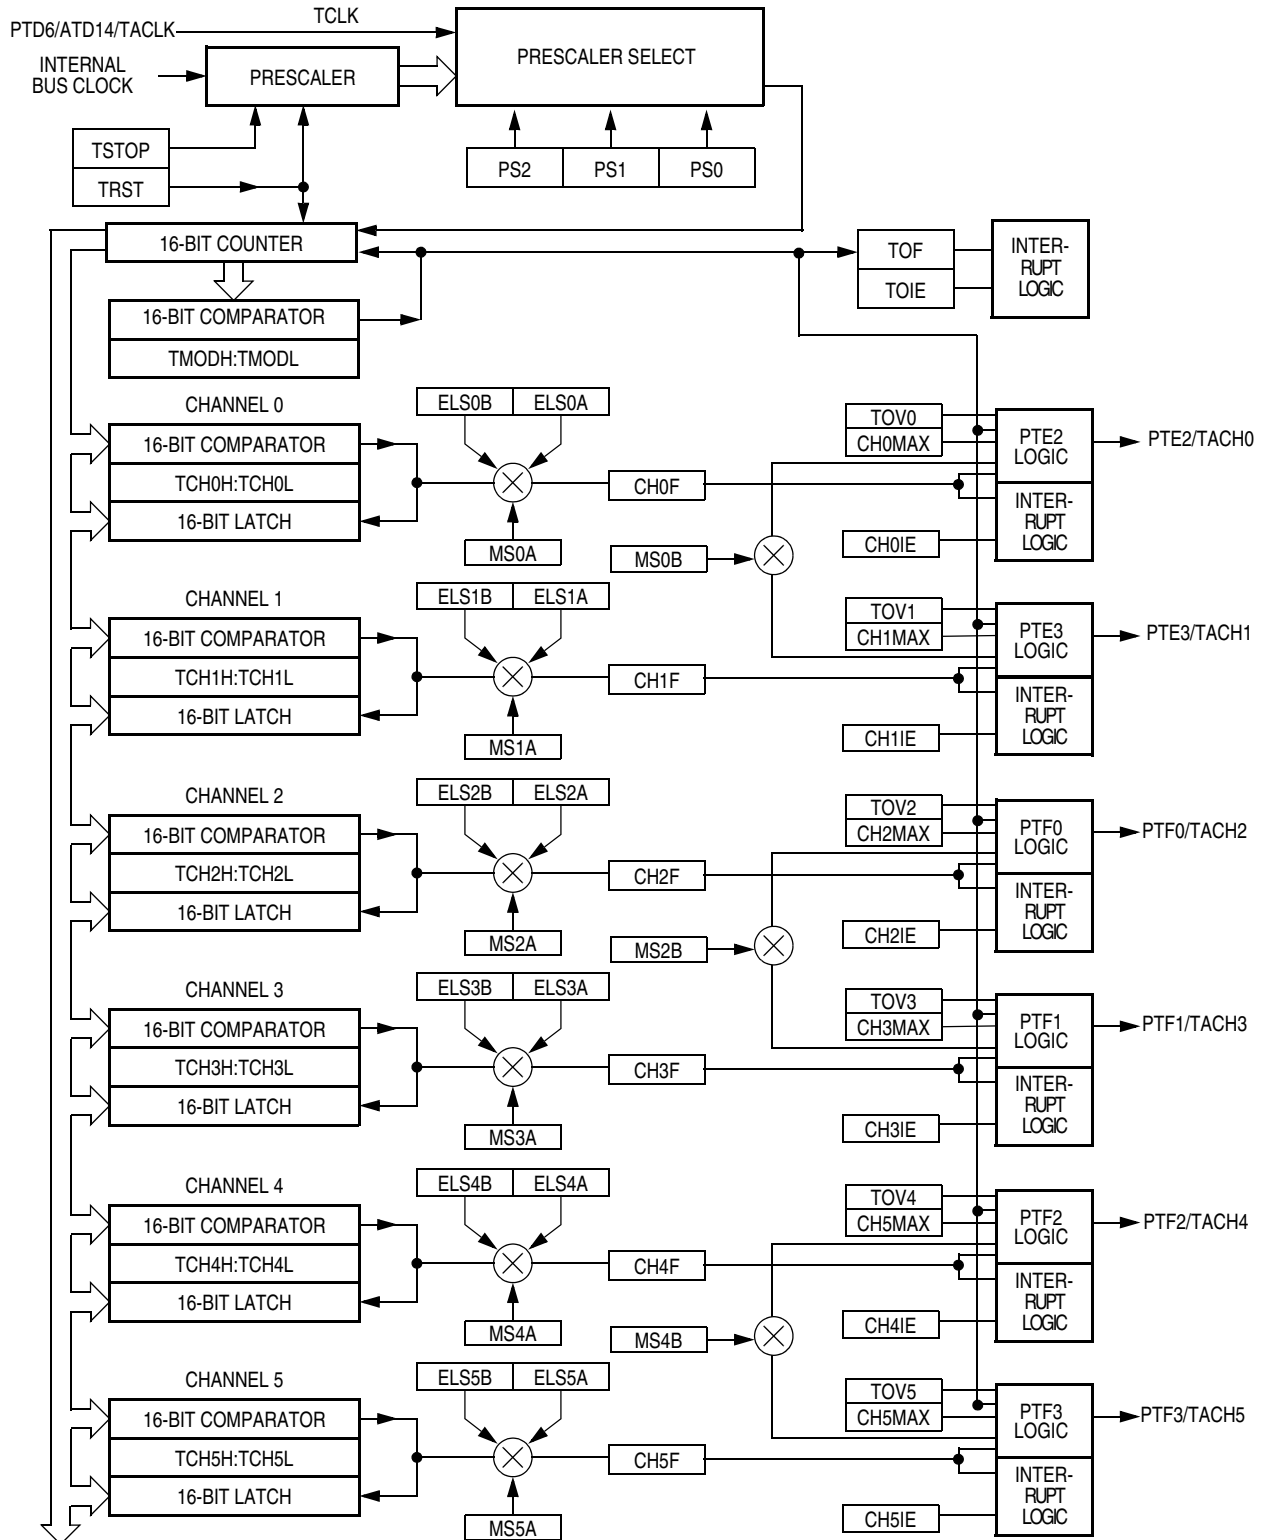 TCLK
PTD6/ATD14/TACLK
PRESCALER SELECT
INTERNAL
BUS CLOCK
PRESCALER
TSTOP
TRST
PS2 PS1 PS0
16-BIT COUNTER
TOF
TOIE
INTER-
RUPT
LOGIC
16-BIT COMPARATOR
TMODH:TMODL
CHANNEL 0
16-BIT COMPARATOR
TCH0H:TCH0L
16-BIT LATCH
ELS0B ELS0A
MS0A
CH0F
MS0B
TOV0
CH0MAX
CH0IE
PTE2
LOGIC
INTER-
RUPT
LOGIC
PTE2/TACH0
CHANNEL 1
16-BIT COMPARATOR
TCH1H:TCH1L
16-BIT LATCH
ELS1B ELS1A
MS1A
CH1F
TOV1
CH1MAX
CH1IE
PTE3
LOGIC
INTER-
RUPT
LOGIC
PTE3/TACH1
CHANNEL 2
16-BIT COMPARATOR
TCH2H:TCH2L
16-BIT LATCH
ELS2B ELS2A
MS2A
CH2F
MS2B
TOV2
CH2MAX
CH2IE
PTF0
LOGIC
INTER-
RUPT
LOGIC
PTF0/TACH2
CHANNEL 3
16-BIT COMPARATOR
TCH3H:TCH3L
16-BIT LATCH
ELS3B ELS3A
MS3A
CH3F
TOV3
CH3MAX
CH3IE
PTF1
LOGIC
INTER-
RUPT
LOGIC
PTF1/TACH3
CHANNEL 4
16-BIT COMPARATOR
TCH4H:TCH4L
16-BIT LATCH
ELS4B ELS4A
MS4A
CH4F
MS4B
TOV4
CH5MAX
CH4IE
PTF2
LOGIC
INTER-
RUPT
LOGIC
PTF2/TACH4
CHANNEL 5
16-BIT COMPARATOR
TCH5H:TCH5L
16-BIT LATCH
ELS5B ELS5A
MS5A
CH5F
TOV5
CH5MAX
CH5IE
PTF3
LOGIC
INTER-
RUPT
LOGIC
PTF3/TACH5